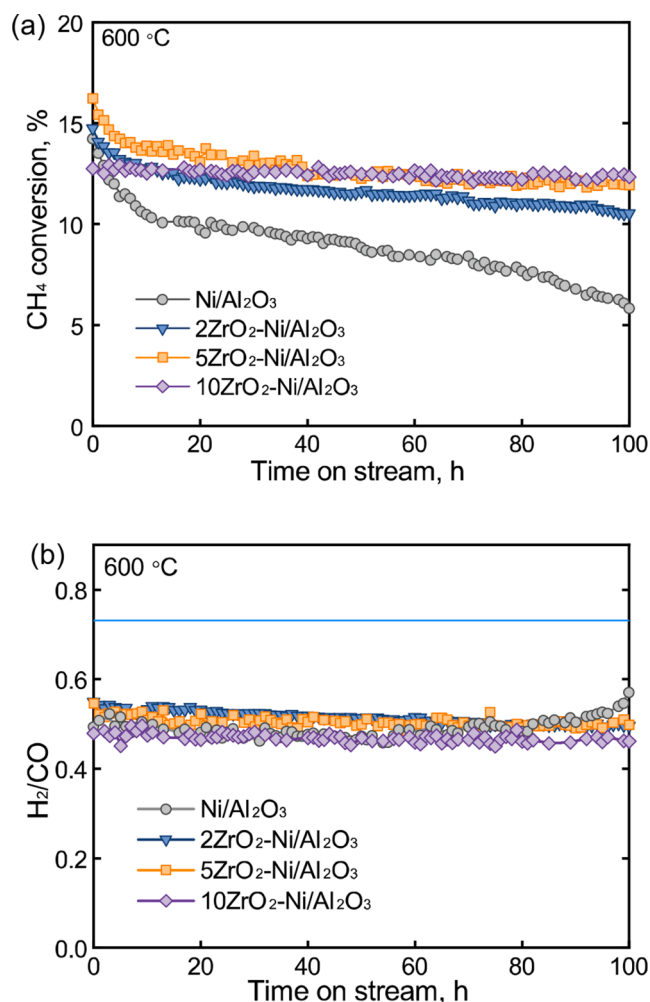 (a)
600 °C
20
15
10
5
0
CH₄ conversion, %
Ni/Al₂O₃
2ZrO₂-Ni/Al₂O₃
5ZrO₂-Ni/Al₂O₃
10ZrO₂-Ni/Al₂O₃
0 20 40 60 80 100
Time on stream, h
(b)
600 °C
0.8
0.6
0.4
0.2
0.0
H₂/CO
Ni/Al₂O₃
2ZrO₂-Ni/Al₂O₃
5ZrO₂-Ni/Al₂O₃
10ZrO₂-Ni/Al₂O₃
0 20 40 60 80 100
Time on stream, h